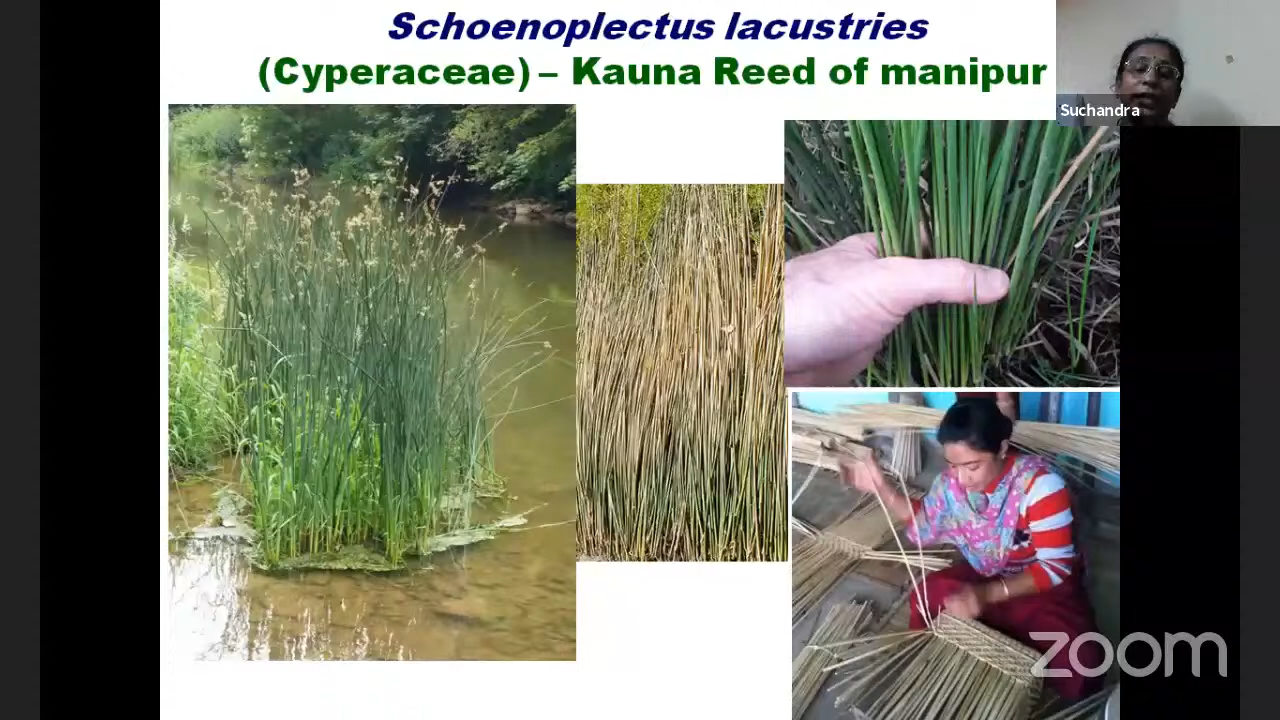 Schoenoplectus lacustries
(Cyperaceae) – Kauna Reed of manipur
Suchandra
zoom